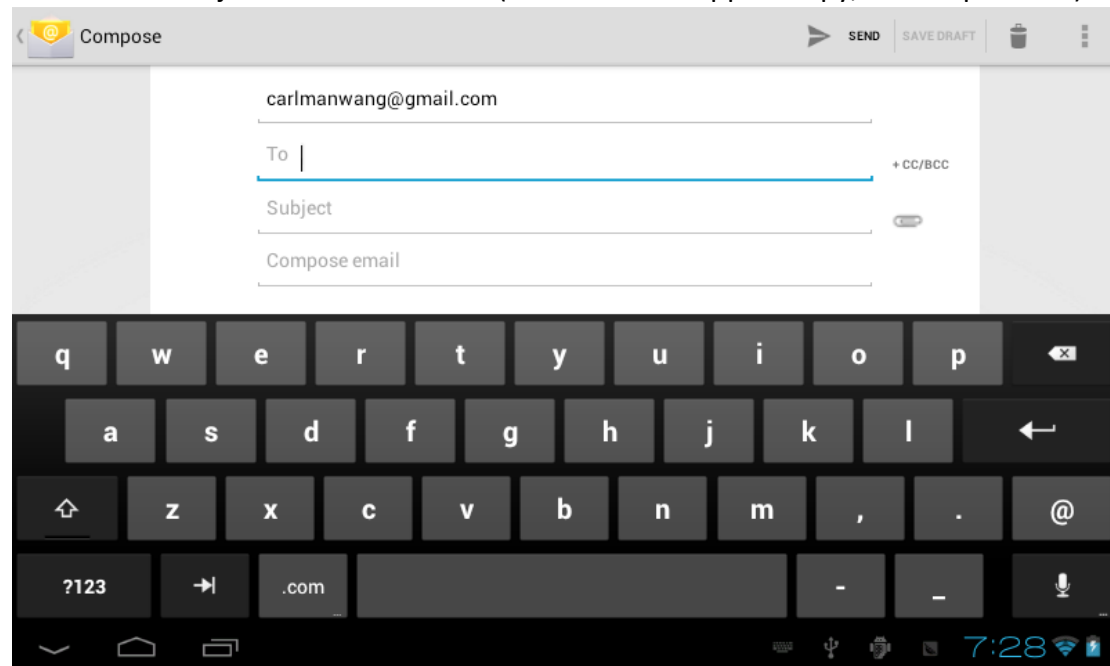 Compose SEND SAVE DRAFT
carlmanwang@gmail.com
To
+ CC/BCC
Subject
Compose email
q w e r t y u i o p
a s d f g h j k l
z x c v b n m , . @
?123 .com - _
7:28